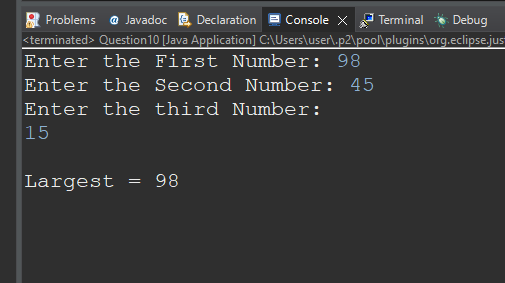 Problems @ Javadoc Declaration Console Terminal Debug
<terminated> Question10 [Java Application] C:\Users\user\.p2\pool\plugins\org.eclipse.jus
Enter the First Number: 98
Enter the Second Number: 45
Enter the third Number:
15
Largest = 98